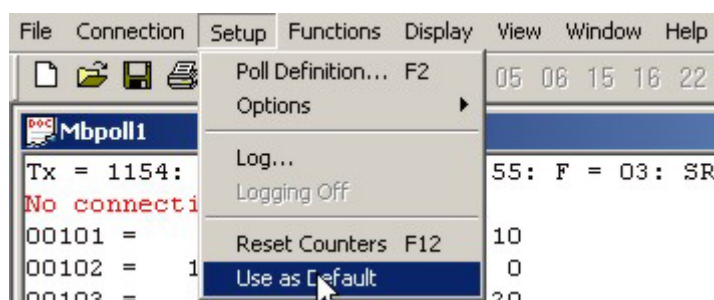 File Connection Setup Functions Display View Window Help
Poll Definition... F2
05 06 15 16 22
Options
Mbpoll1
Log...
Tx = 1154: 55: F = 03: SR
Logging Off
No connecti
00101 = 10
Reset Counters F12
00102 = 1 0
Use as Default
00103 = 20